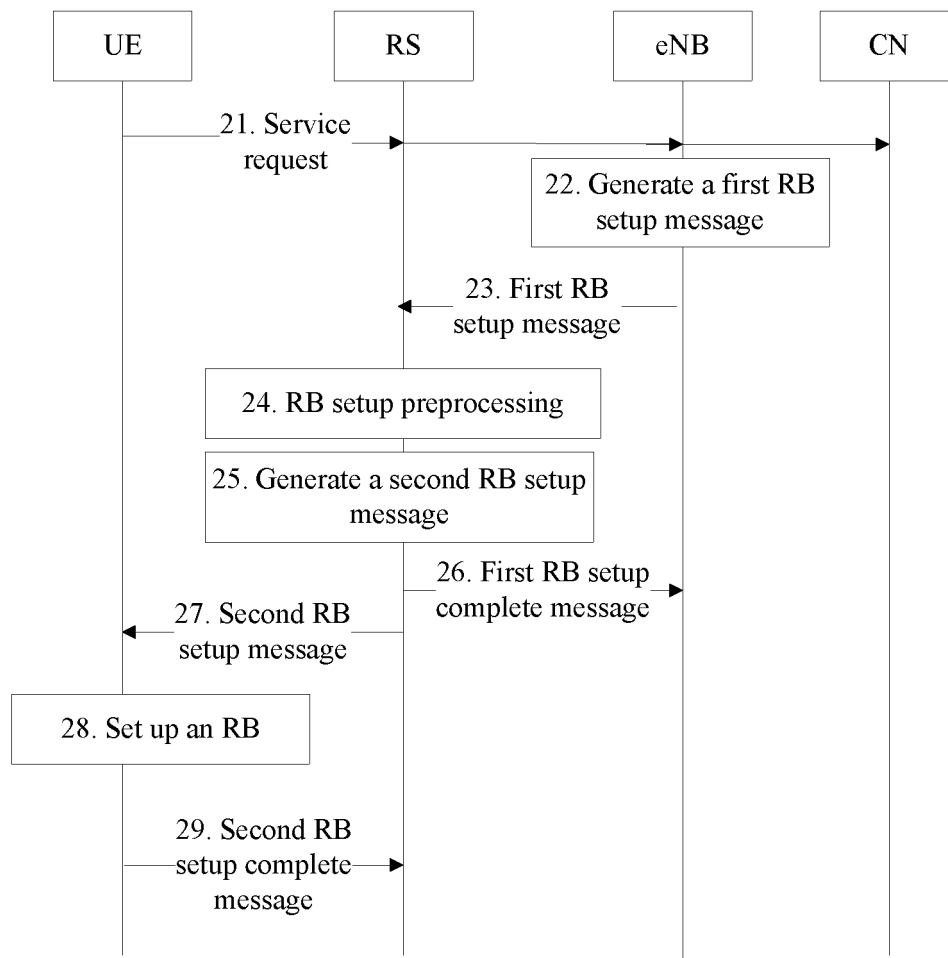 UE
RS
eNB
CN
21. Service
request
22. Generate a first RB
setup message
23. First RB
setup message
24. RB setup preprocessing
25. Generate a second RB setup
message
26. First RB setup
complete message
27. Second RB
setup message
28. Set up an RB
29. Second RB
setup complete
message